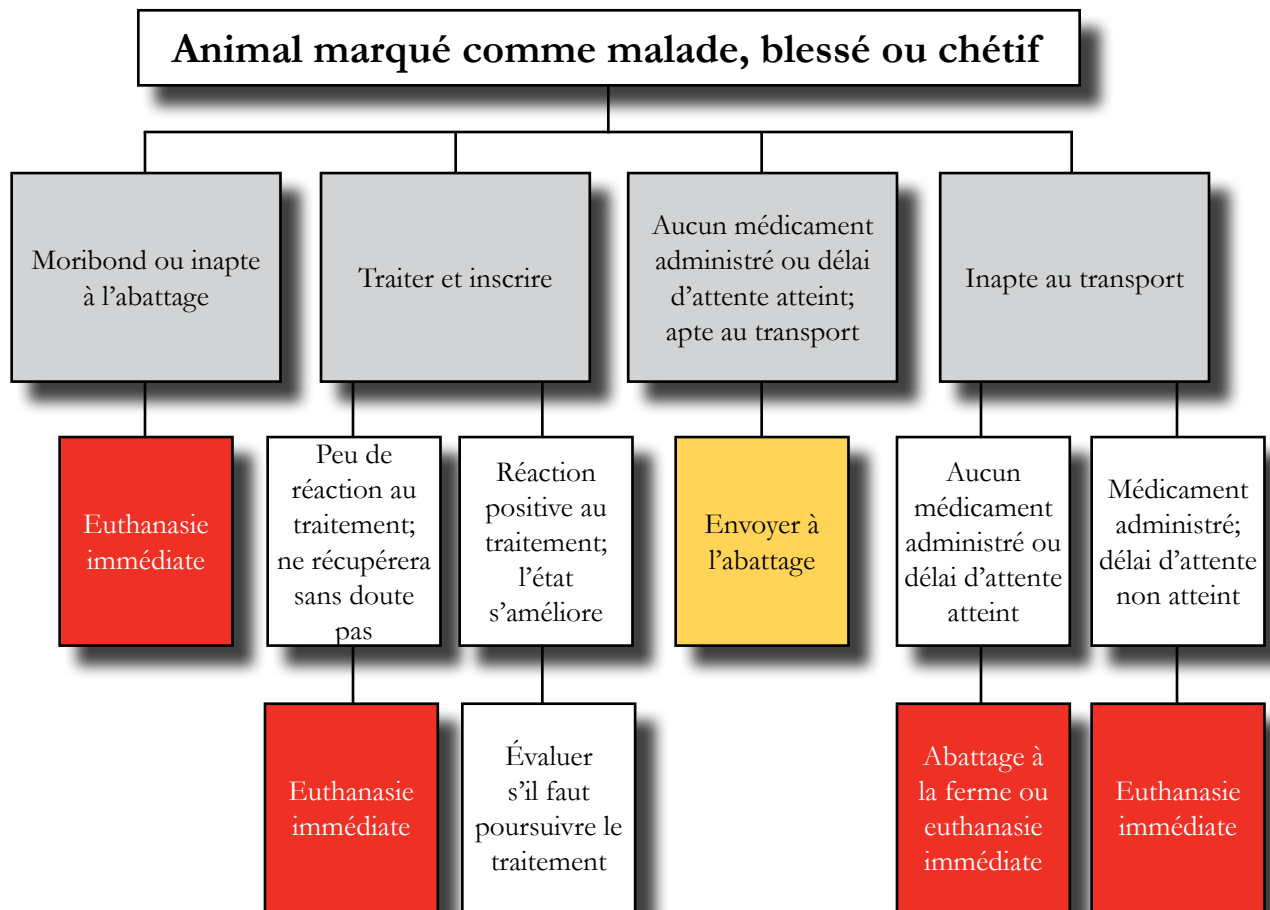 Animal marqué comme malade, blessé ou chétif
Moribond ou inapte
à l’abattage
Traiter et inscrire
Aucun médicament
administré ou délai
d’attente atteint;
apte au transport
Inapte au transport
Euthanasie
immédiate
Peu de
réaction au
traitement;
ne récupérera
sans doute
pas
Réaction
positive au
traitement;
l’état
s’améliore
Envoyer à
l’abattage
Aucun
médicament
administré ou
délai d’attente
atteint
Médicament
administré;
délai d’attente
non atteint
Euthanasie
immédiate
Évaluer
s’il faut
poursuivre le
traitement
Abattage à
la ferme ou
euthanasie
immédiate
Euthanasie
immédiate